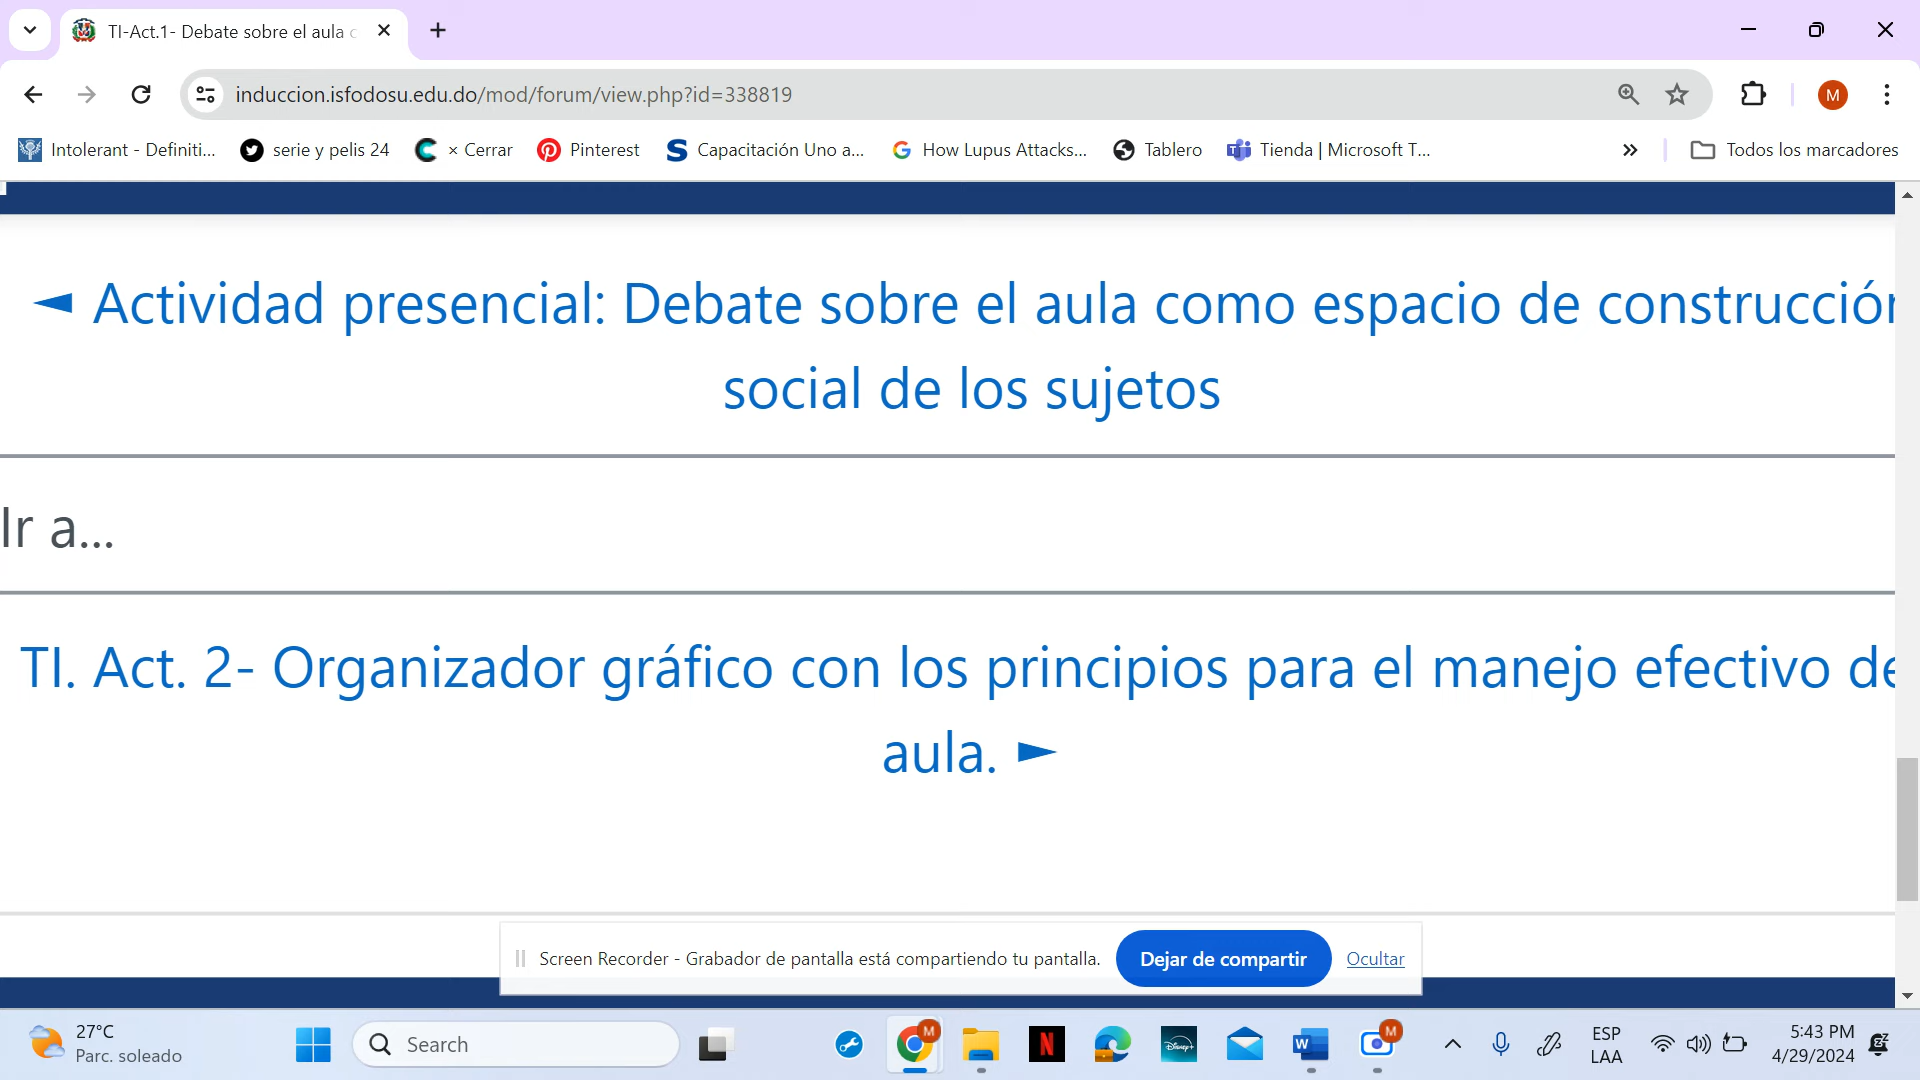 TI-Act.1- Debate sobre el aula c
induccion.isfodosu.edu.do/mod/forum/view.php?id=338819
M
Intolerant - Definiti...
serie y pelis 24
× Cerrar
Pinterest
Capacitación Uno a...
How Lupus Attacks...
Tablero
Tienda | Microsoft T...
»
Todos los marcadores
◄ Actividad presencial: Debate sobre el aula como espacio de construcción
social de los sujetos
Ir a...
TI. Act. 2- Organizador gráfico con los principios para el manejo efectivo de
aula. ►
Screen Recorder - Grabador de pantalla está compartiendo tu pantalla.
Dejar de compartir
Ocultar
27°C
Parc. soleado
Search
M
N
Disney+
W
M
ESP
LAA
5:43 PM
4/29/2024